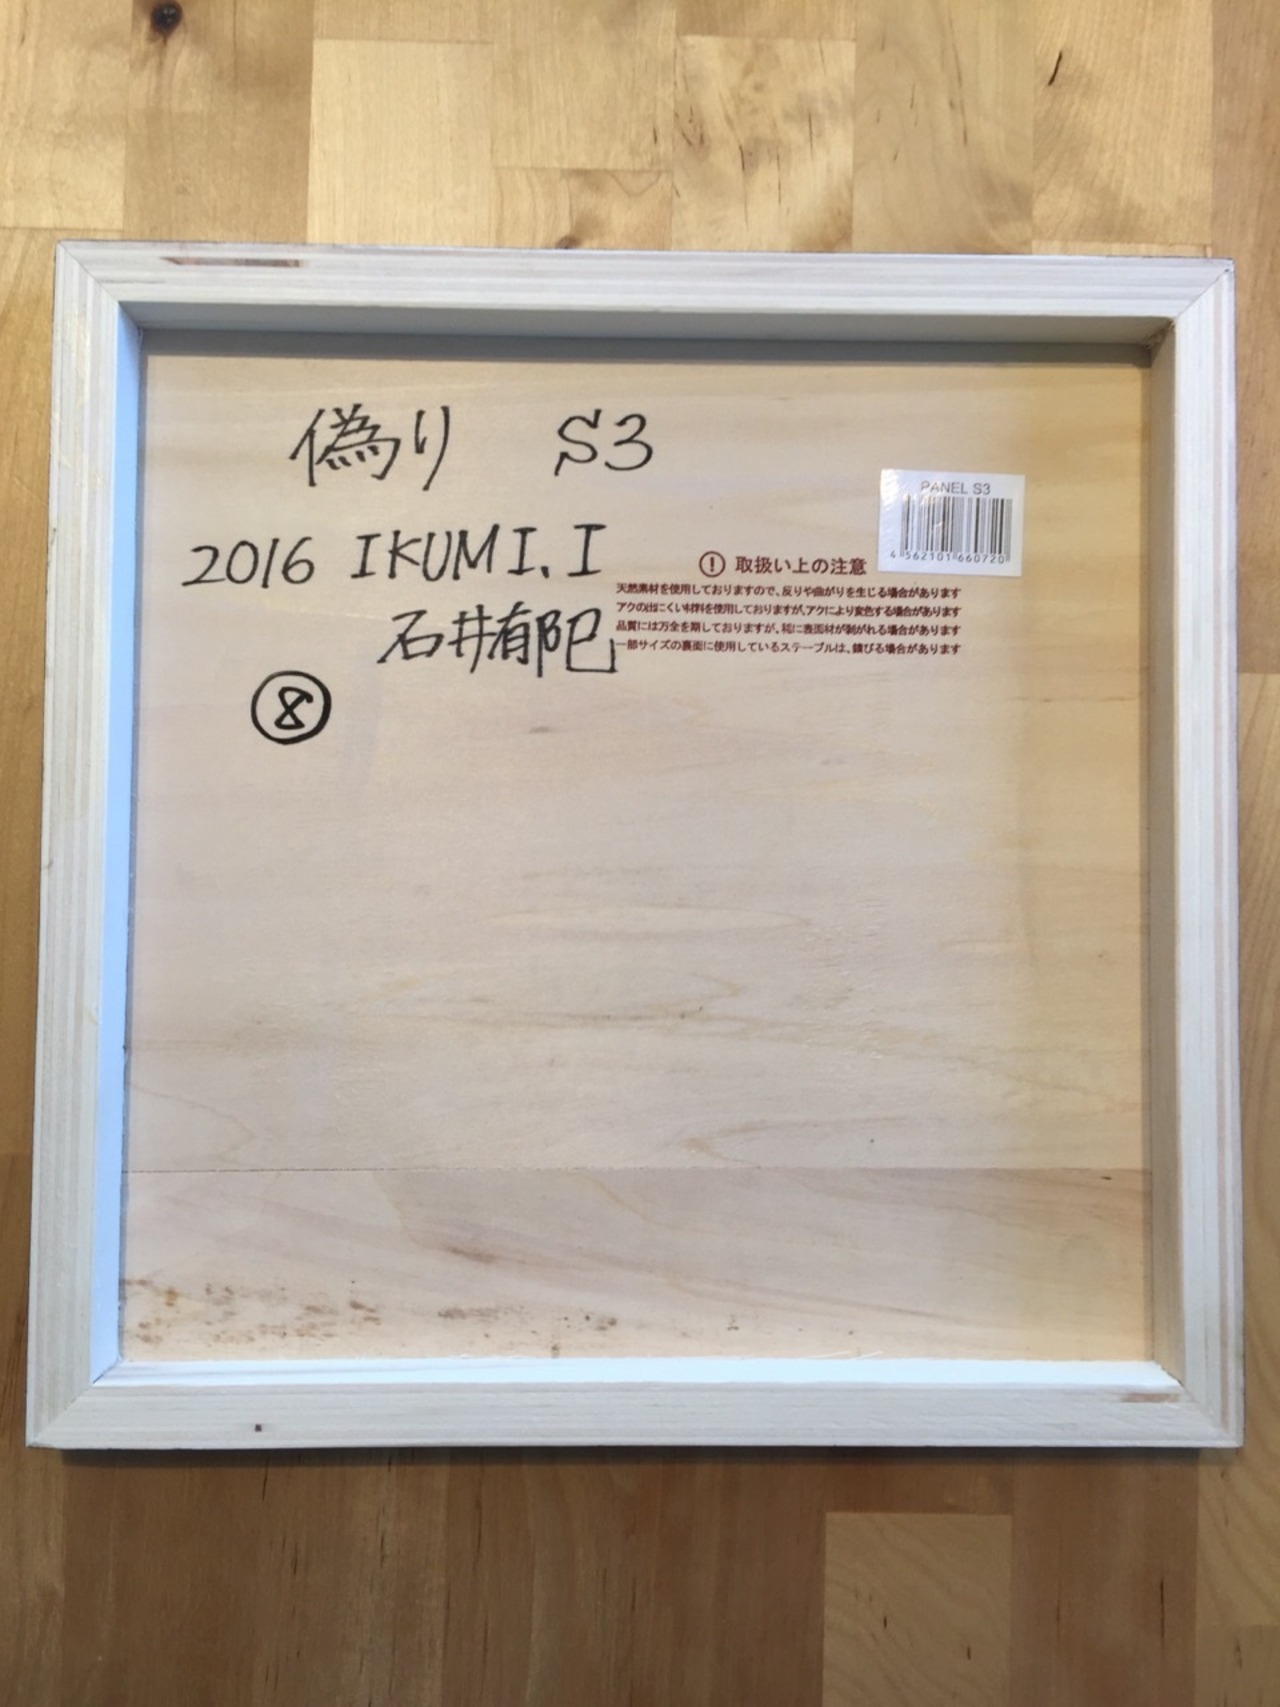 偽り S3
2016 IKUMI.I
石井有郁巳
⑧
PANEL S3
4 562101 660720
! 取扱い上の注意
天然素材を使用しておりますので、反りや曲がりを生じる場合があります
アクの出にくい材料を使用しておりますが、アクにより変色する場合があります
品質には万全を期しておりますが、稀に表面材が剥がれる場合があります
一部サイズの裏面に使用しているステープルは、錆びる場合があります